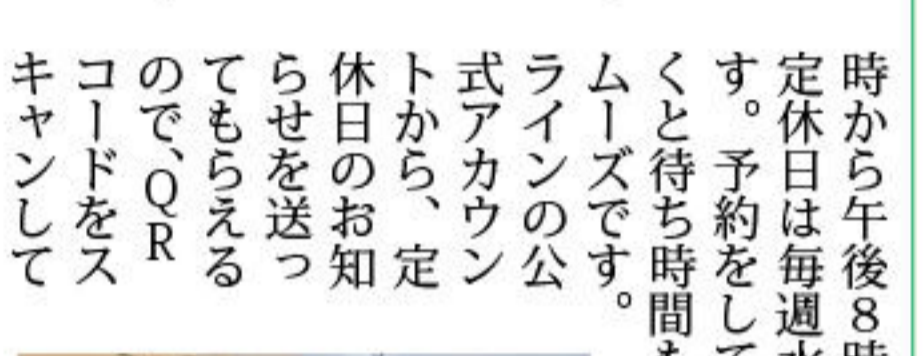 時から午後８時
定休日は毎週水
す。予約をして
くと待ち時間も
ムーズです。
ラインの公
式アカウン
トから、定
休日のお知
らせを送っ
てもらえる
ので、QR
コードをス
キャンして